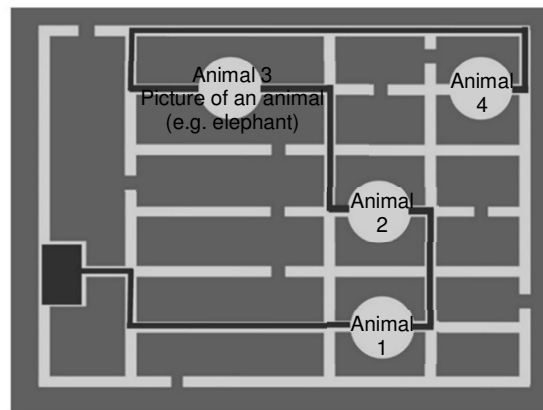 Animal 3
Picture of an animal
(e.g. elephant)
Animal
4
Animal
2
Animal
1